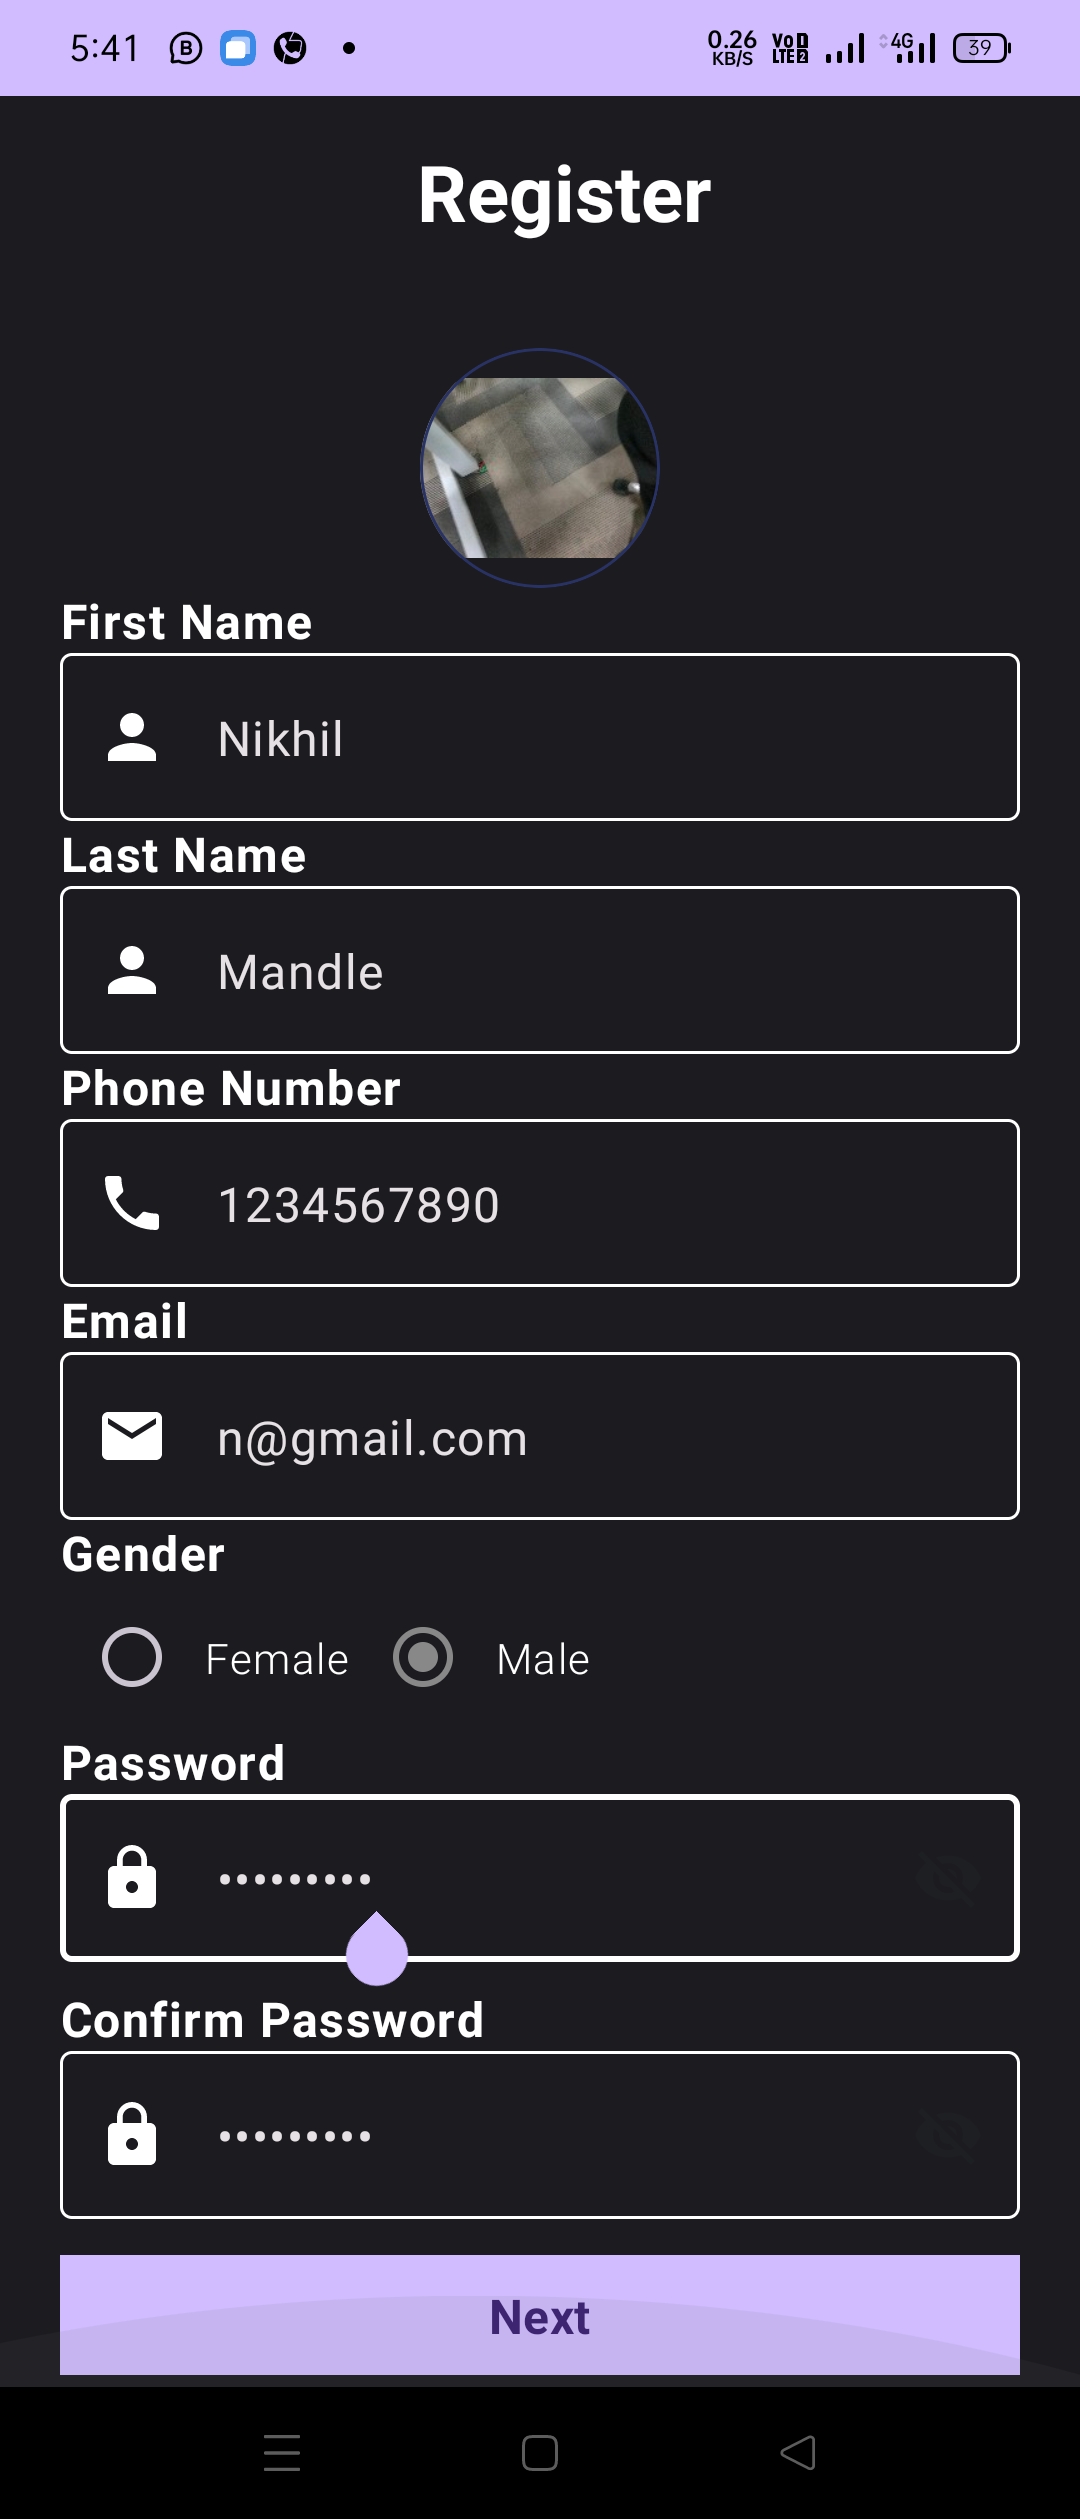 5:41 B 0.26 KB/S VoD LTE2 4G 39
Register
First Name
Nikhil
Last Name
Mandle
Phone Number
1234567890
Email
n@gmail.com
Gender
Female Male
Password
•••••••••
Confirm Password
•••••••••
Next